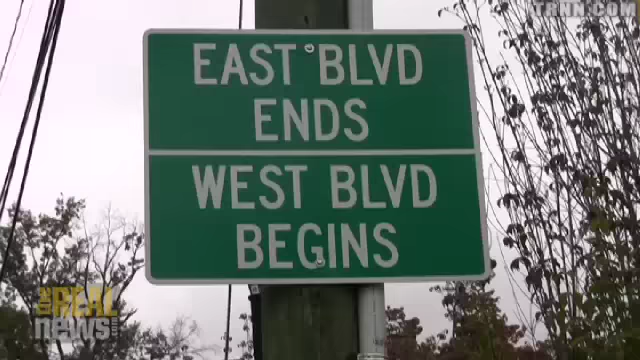 TRNN.COM
EAST BLVD
ENDS
WEST BLVD
BEGINS
THE REAL
NEWS